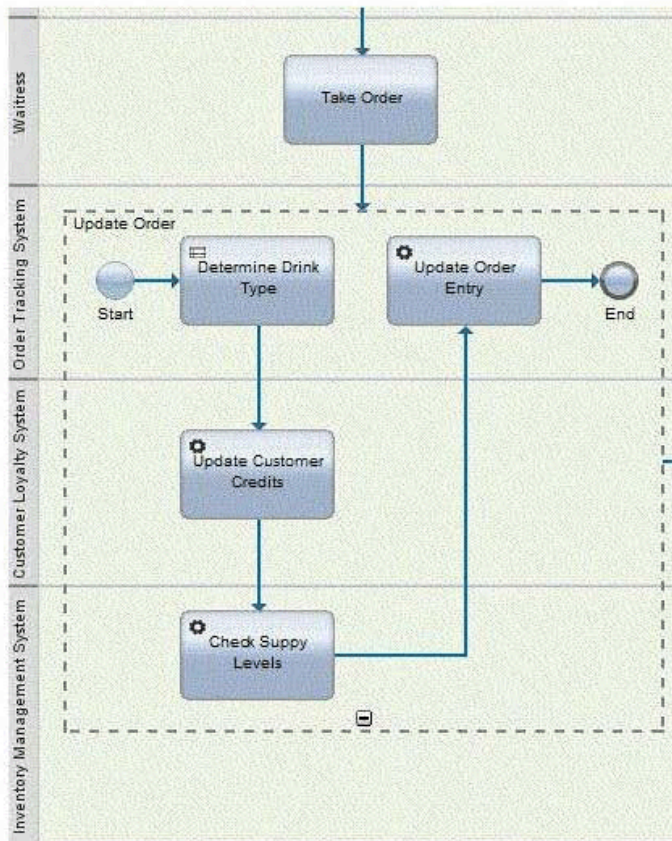 Waitress
Take Order
Order Tracking System
Update Order
Start
Determine Drink
Type
Update Order
Entry
End
Customer Loyalty System
Update Customer
Credits
Inventory Management System
Check Suppy
Levels